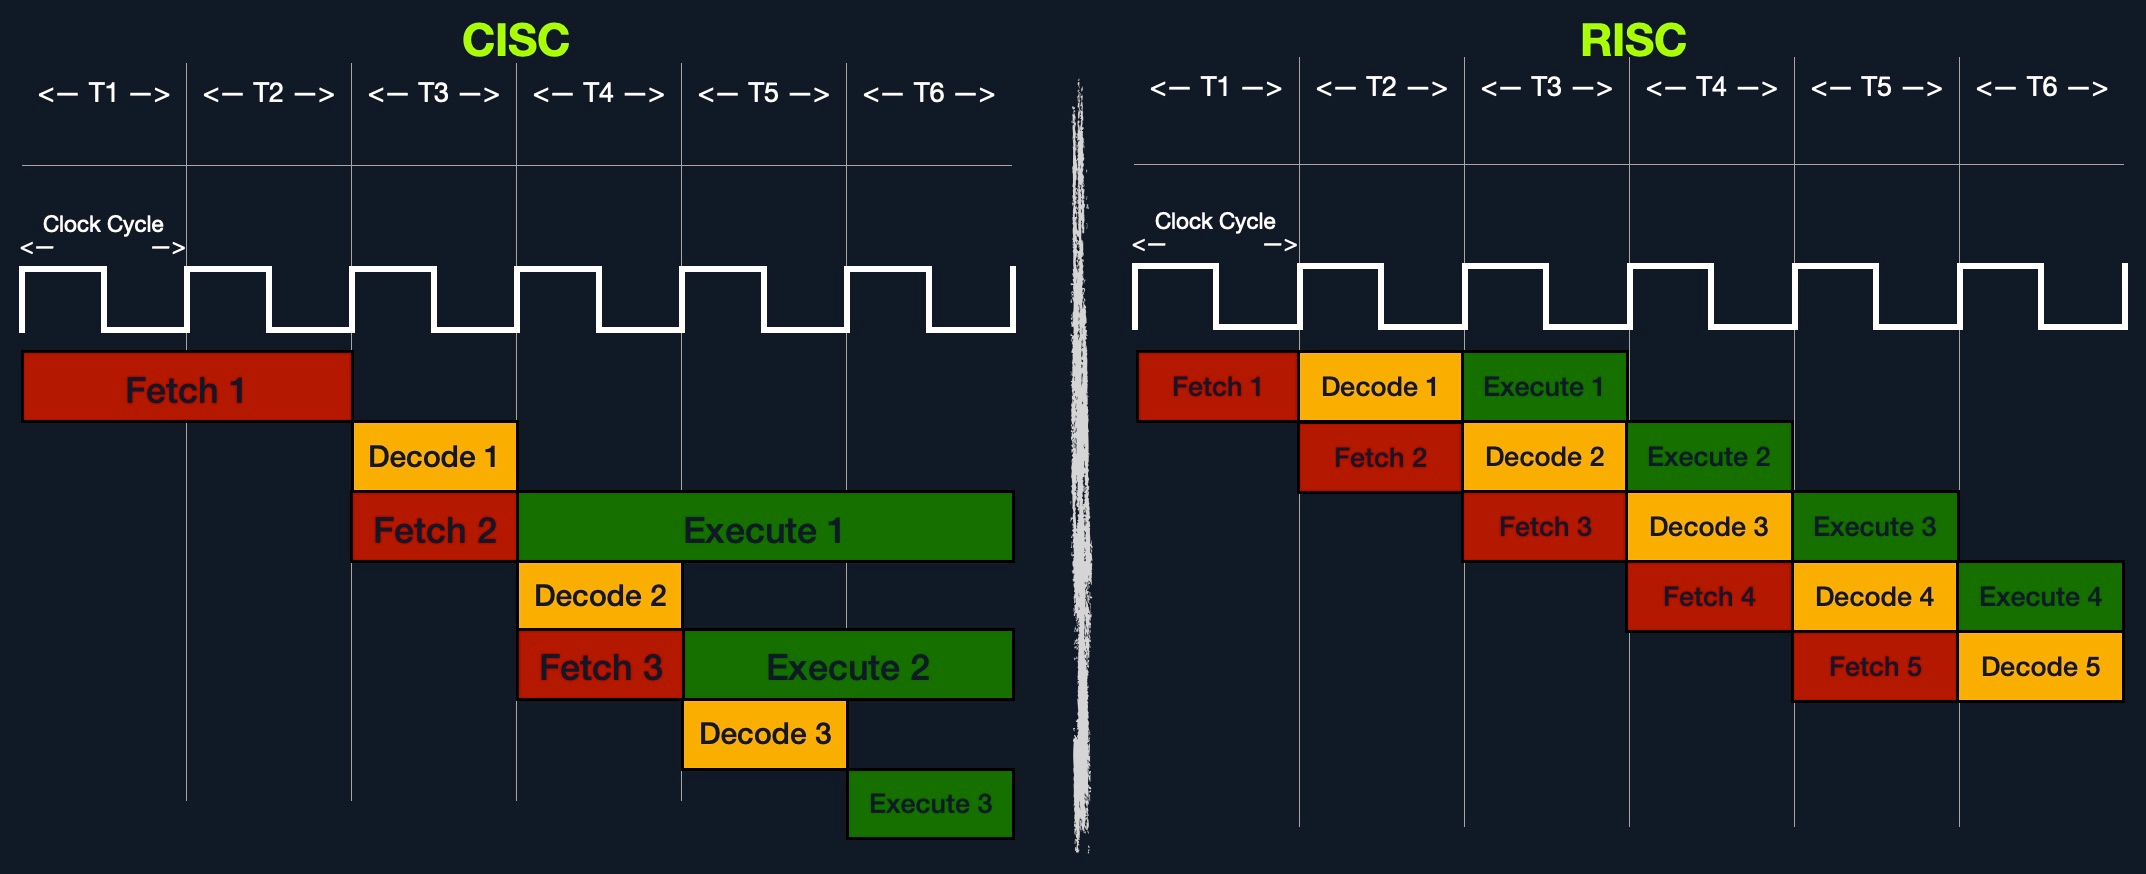 CISC
<— T1 —> <— T2 —> <— T3 —> <— T4 —> <— T5 —> <— T6 —>
Clock Cycle
<— —>
Fetch 1
Decode 1
Fetch 2 Execute 1
Decode 2
Fetch 3 Execute 2
Decode 3
Execute 3
RISC
<— T1 —> <— T2 —> <— T3 —> <— T4 —> <— T5 —> <— T6 —>
Clock Cycle
<— —>
Fetch 1 Decode 1 Execute 1
Fetch 2 Decode 2 Execute 2
Fetch 3 Decode 3 Execute 3
Fetch 4 Decode 4 Execute 4
Fetch 5 Decode 5